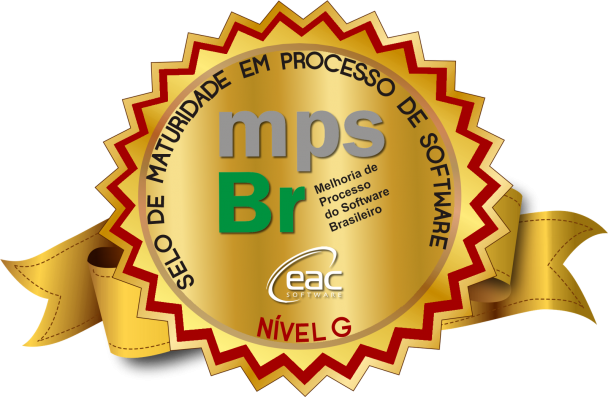 SELO DE MATURIDADE EM PROCESSO DE SOFTWARE
mps
Br
Melhoria de
Processo
do Software
Brasileiro
eac
SOFTWARE
NÍVEL G